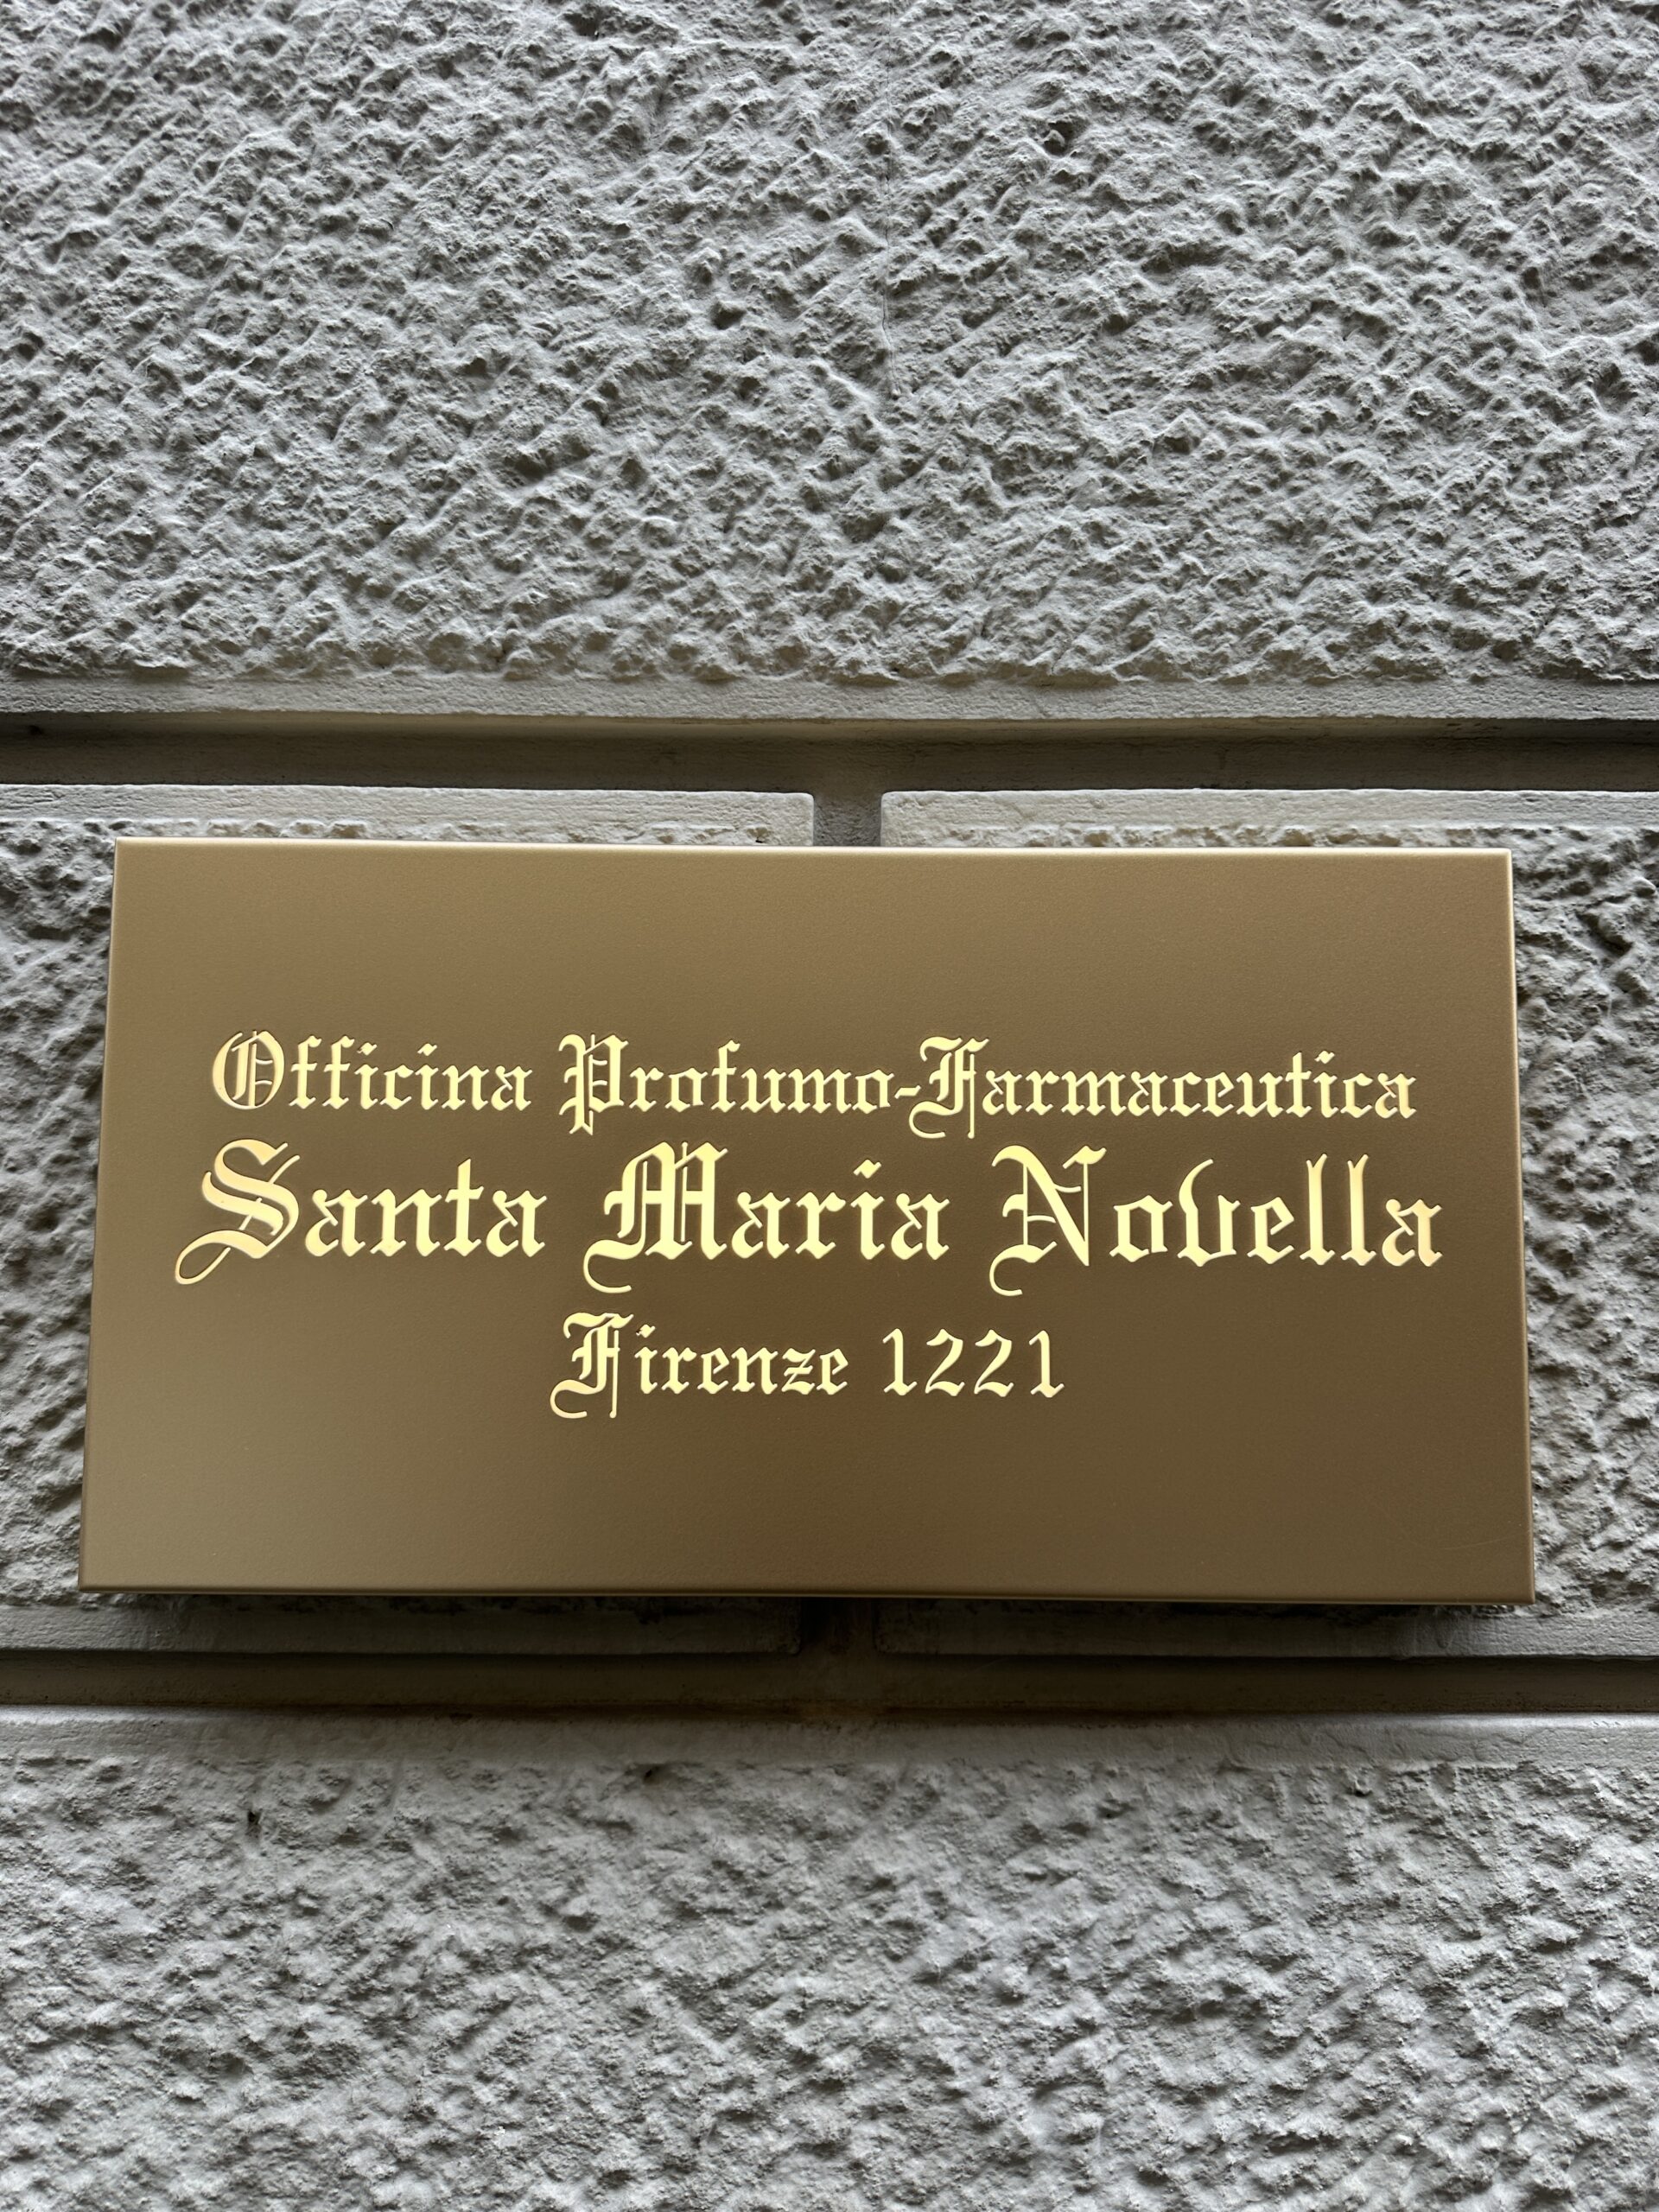 Officina Profumo-Farmaceutica
Santa Maria Novella
Firenze 1221